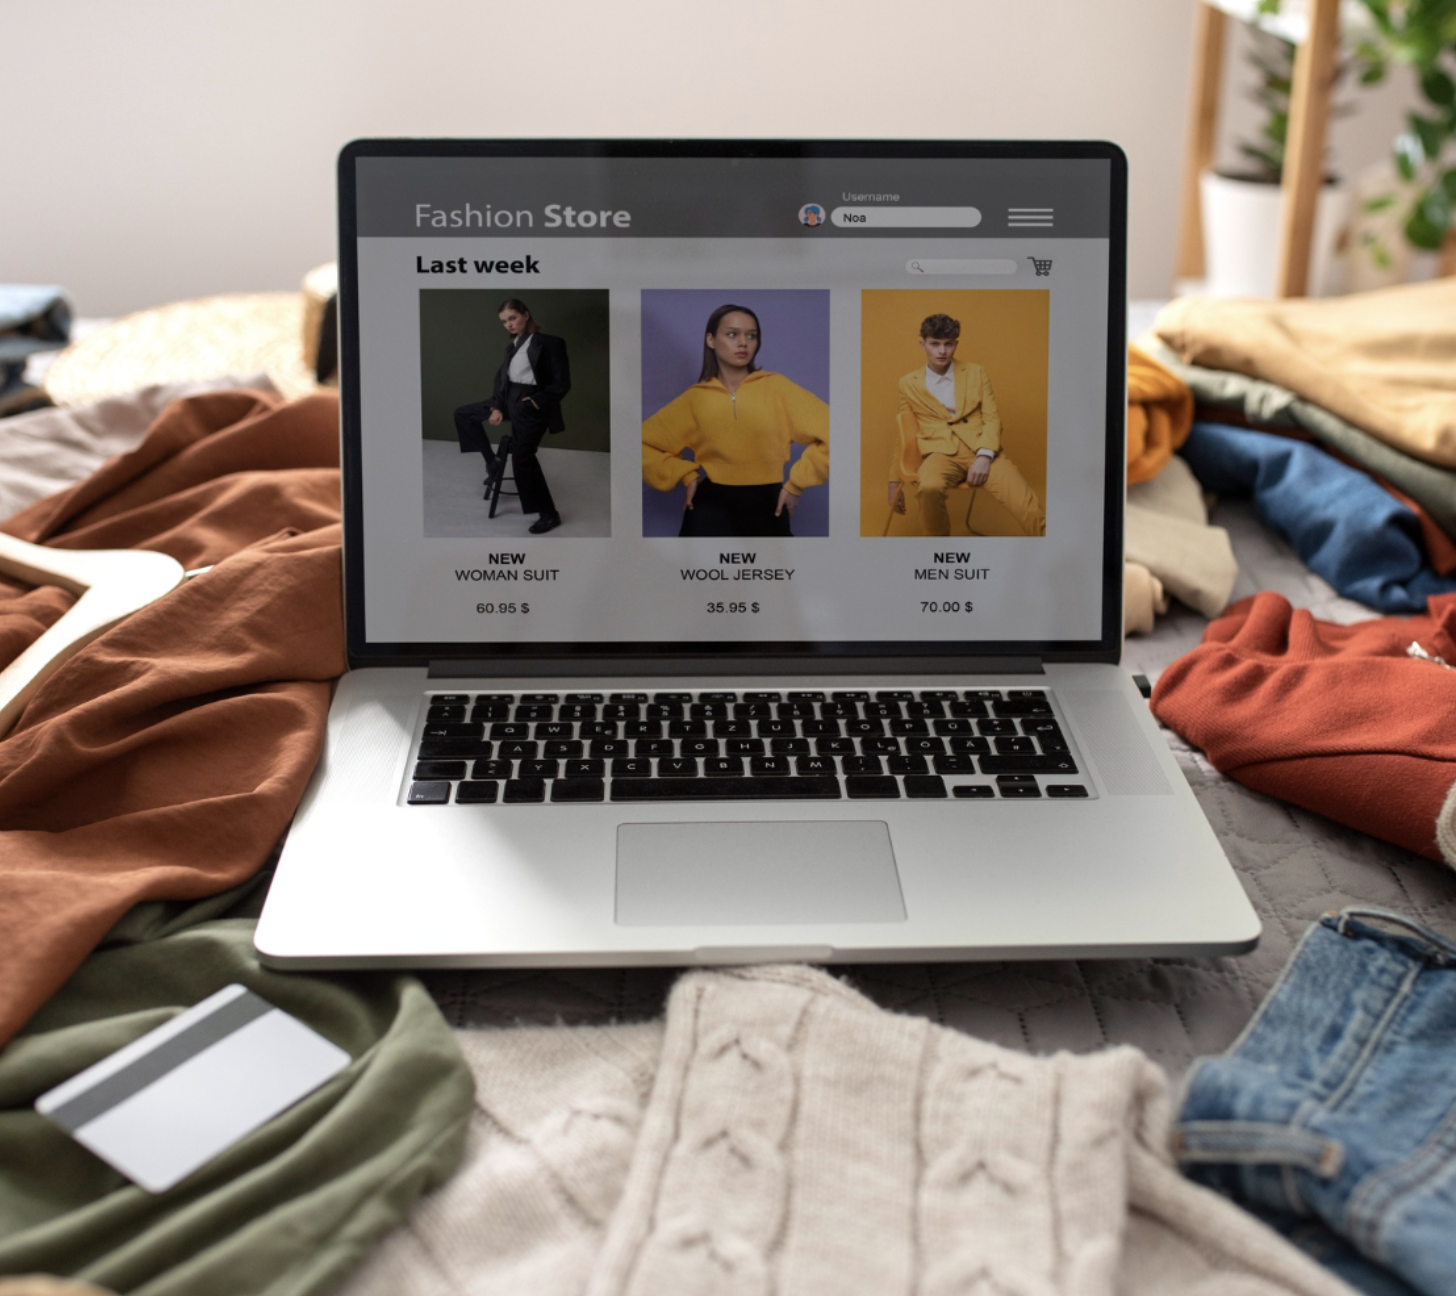 Fashion Store
Username
Noa
Last week
NEW
WOMAN SUIT
60.95 $
NEW
WOOL JERSEY
35.95 $
NEW
MEN SUIT
70.00 $
Q W E R T Z U I O P Ü
A S D F G H J K L Ö Ä
Y X C V B N M